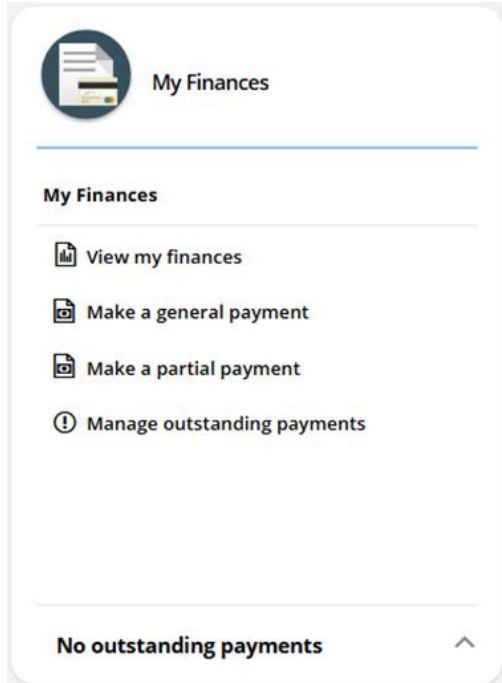 My Finances
My Finances
View my finances
Make a general payment
Make a partial payment
Manage outstanding payments
No outstanding payments